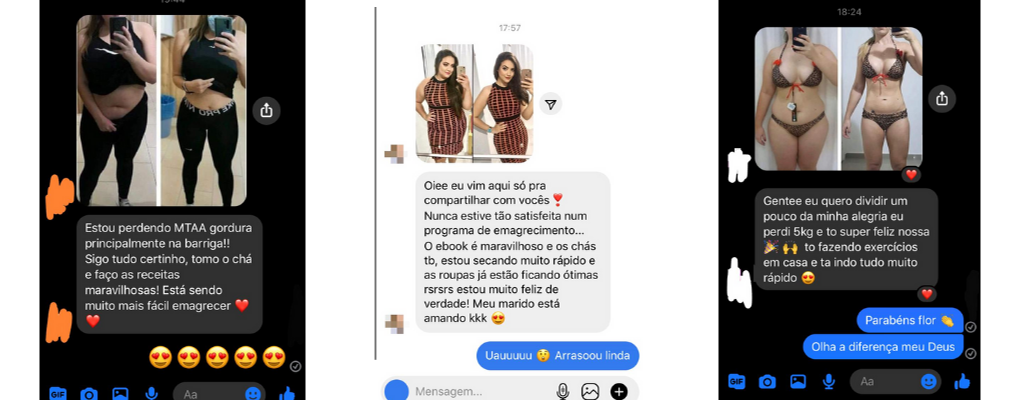 Estou perdendo MTAA gordura
principalmente na barriga!!
Sigo tudo certinho, tomo o chá
e faço as receitas
maravilhosas! Está sendo
muito mais fácil emagrecer ❤️
❤️
😍😍😍😍😍
GIF
Aa
17:57
Oiee eu vim aqui só pra
compartilhar com vocês ❣️
Nunca estive tão satisfeita num
programa de emagrecimento...
O ebook é maravilhoso e os chás
tb, estou secando muito rápido e
as roupas já estão ficando ótimas
rsrsrs estou muito feliz de
verdade! Meu marido está
amando kkk 😍
Uauuuuu 😲 Arrasoou linda
Mensagem...
18:24
Gentee eu quero dividir um
pouco da minha alegria eu
perdi 5kg e to super feliz nossa
🎉 🙌 to fazendo exercícios
em casa e ta indo tudo muito
rápido 😍
Parabéns flor 👏
Olha a diferença meu Deus
GIF
Aa